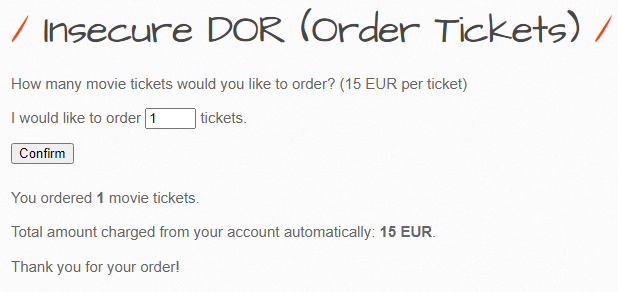 / Insecure DOR (Order Tickets) /
How many movie tickets would you like to order? (15 EUR per ticket)
I would like to order 1 tickets.
Confirm
You ordered 1 movie tickets.
Total amount charged from your account automatically: 15 EUR.
Thank you for your order!